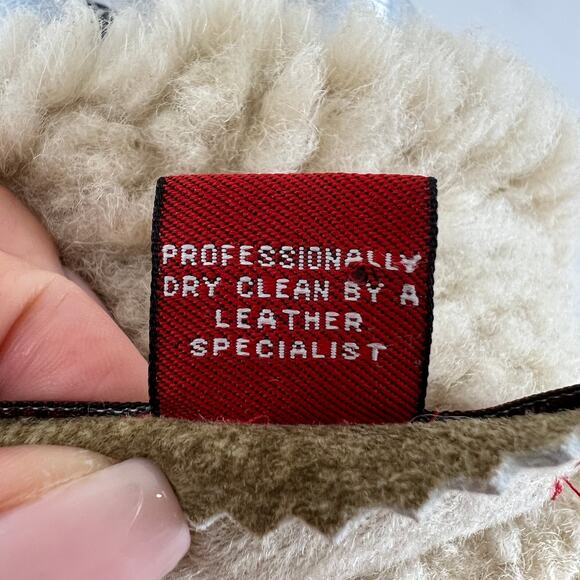 PROFESSIONALLY
DRY CLEAN BY A
LEATHER
SPECIALIST